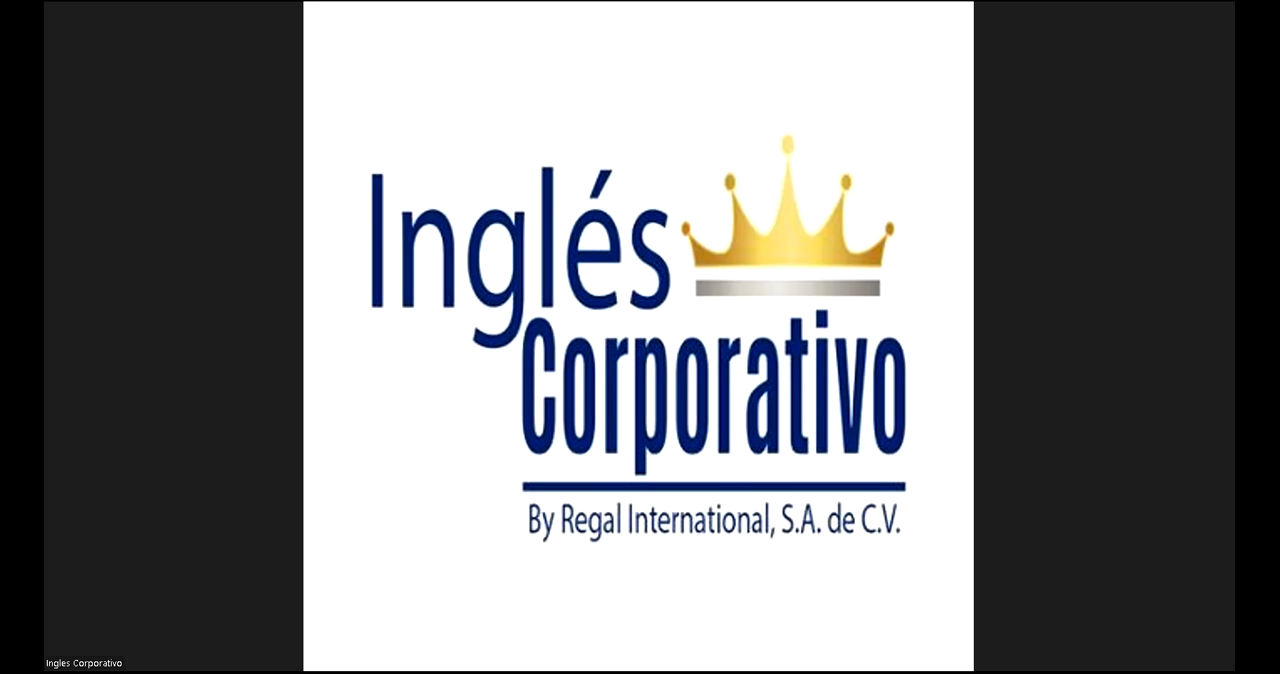 Inglés
Corporativo
By Regal International, S.A. de C.V.
Ingles Corporativo